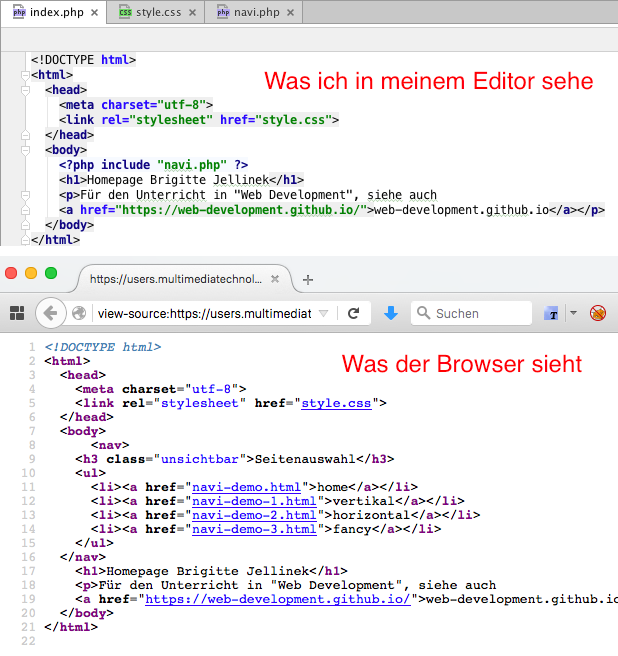 index.php × style.css × navi.php ×
<!DOCTYPE html>
Was ich in meinem Editor sehe
<html>
<head>
<meta charset="utf-8">
<link rel="stylesheet" href="style.css">
</head>
<body>
<?php include "navi.php" ?>
<h1>Homepage Brigitte Jellinek</h1>
<p>Für den Unterricht in "Web Development", siehe auch
<a href="https://web-development.github.io/">web-development.github.io</a></p>
</body>
</html>
https://users.multimediatechnol... × +
view-source:https://users.multimediat Suchen
Was der Browser sieht
1 <!DOCTYPE html>
2 <html>
3 <head>
4 <meta charset="utf-8">
5 <link rel="stylesheet" href="style.css">
6 </head>
7 <body>
8 <nav>
9 <h3 class="unsichtbar">Seitenauswahl</h3>
10 <ul>
11 <li><a href="navi-demo.html">home</a></li>
12 <li><a href="navi-demo-1.html">vertikal</a></li>
13 <li><a href="navi-demo-2.html">horizontal</a></li>
14 <li><a href="navi-demo-3.html">fancy</a></li>
15 </ul>
16 </nav>
17 <h1>Homepage Brigitte Jellinek</h1>
18 <p>Für den Unterricht in "Web Development", siehe auch
19 <a href="https://web-development.github.io/">web-development.github.io
20 </body>
21 </html>
22